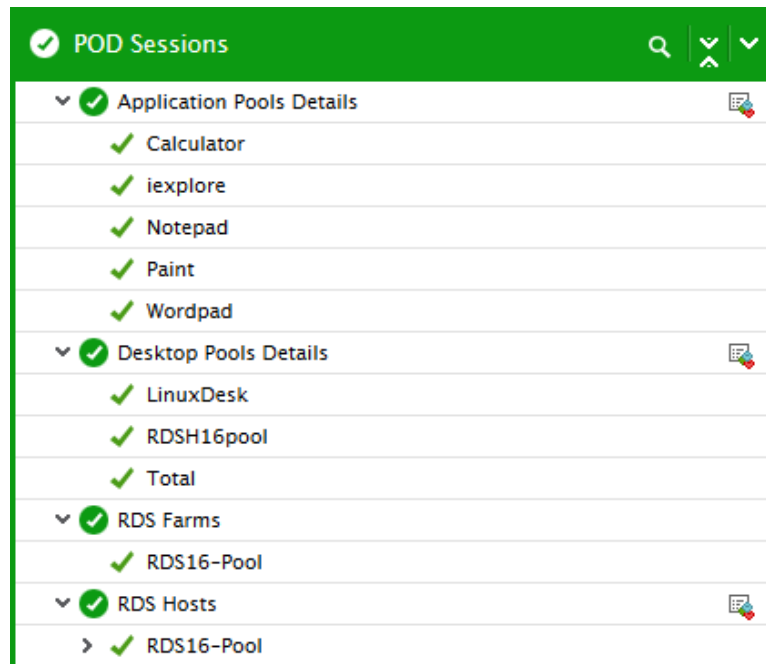 POD Sessions
Application Pools Details
Calculator
iexplore
Notepad
Paint
Wordpad
Desktop Pools Details
LinuxDesk
RDSH16pool
Total
RDS Farms
RDS16-Pool
RDS Hosts
RDS16-Pool